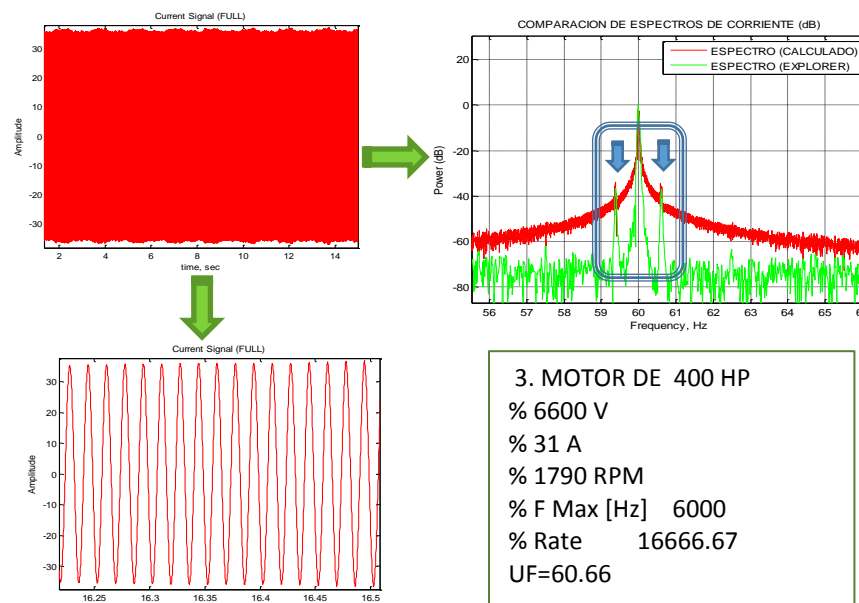 Current Signal (FULL)
Amplitude
30
20
10
0
-10
-20
-30
2
4
6
8
10
12
14
time, sec
COMPARACION DE ESPECTROS DE CORRIENTE (dB)
ESPECTRO (CALCULADO)
ESPECTRO (EXPLORER)
Power (dB)
20
0
-20
-40
-60
-80
56
57
58
59
60
61
62
63
64
65
Frequency, Hz
Current Signal (FULL)
Amplitude
30
20
10
0
-10
-20
-30
16.25
16.3
16.35
16.4
16.45
16.5
3. MOTOR DE 400 HP
% 6600 V
% 31 A
% 1790 RPM
% F Max [Hz] 6000
% Rate 16666.67
UF=60.66